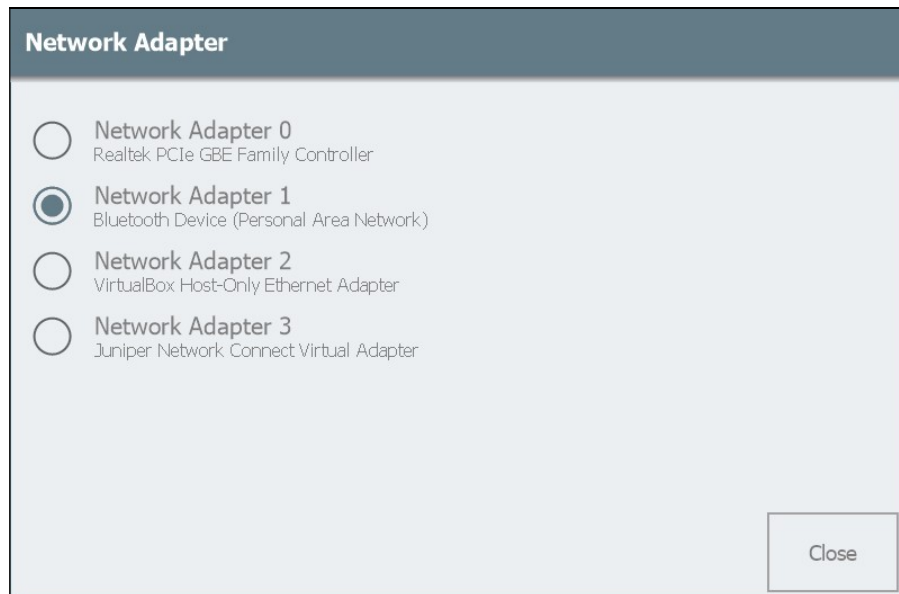 Network Adapter
Network Adapter 0
Realtek PCIe GBE Family Controller
Network Adapter 1
Bluetooth Device (Personal Area Network)
Network Adapter 2
VirtualBox Host-Only Ethernet Adapter
Network Adapter 3
Juniper Network Connect Virtual Adapter
Close